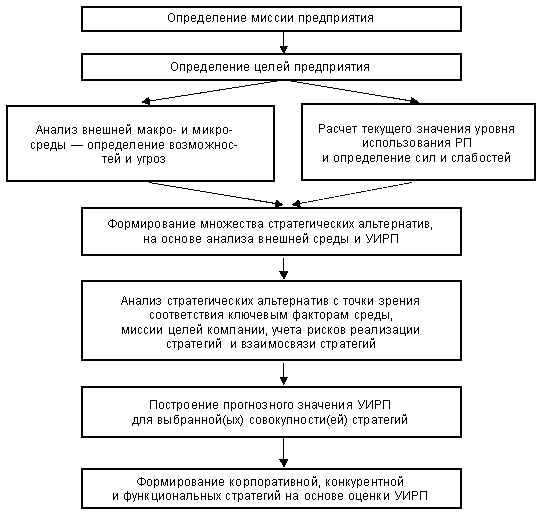 Определение миссии предприятия
Определение целей предприятия
Анализ внешней макро- и микро-
среды — определение возможнос-
тей и угроз
Расчет текущего значения уровня
использования РП
и определение сил и слабостей
Формирование множества стратегических альтернатив,
на основе анализа внешней среды и УИРП
Анализ стратегических альтернатив с точки зрения
соответствия ключевым факторам среды,
миссии целей компании, учета рисков реализации
стратегий и взаимосвязи стратегий
Построение прогнозного значения УИРП
для выбранной(ых) совокупности(ей) стратегий
Формирование корпоративной, конкурентной
и функциональных стратегий на основе оценки УИРП